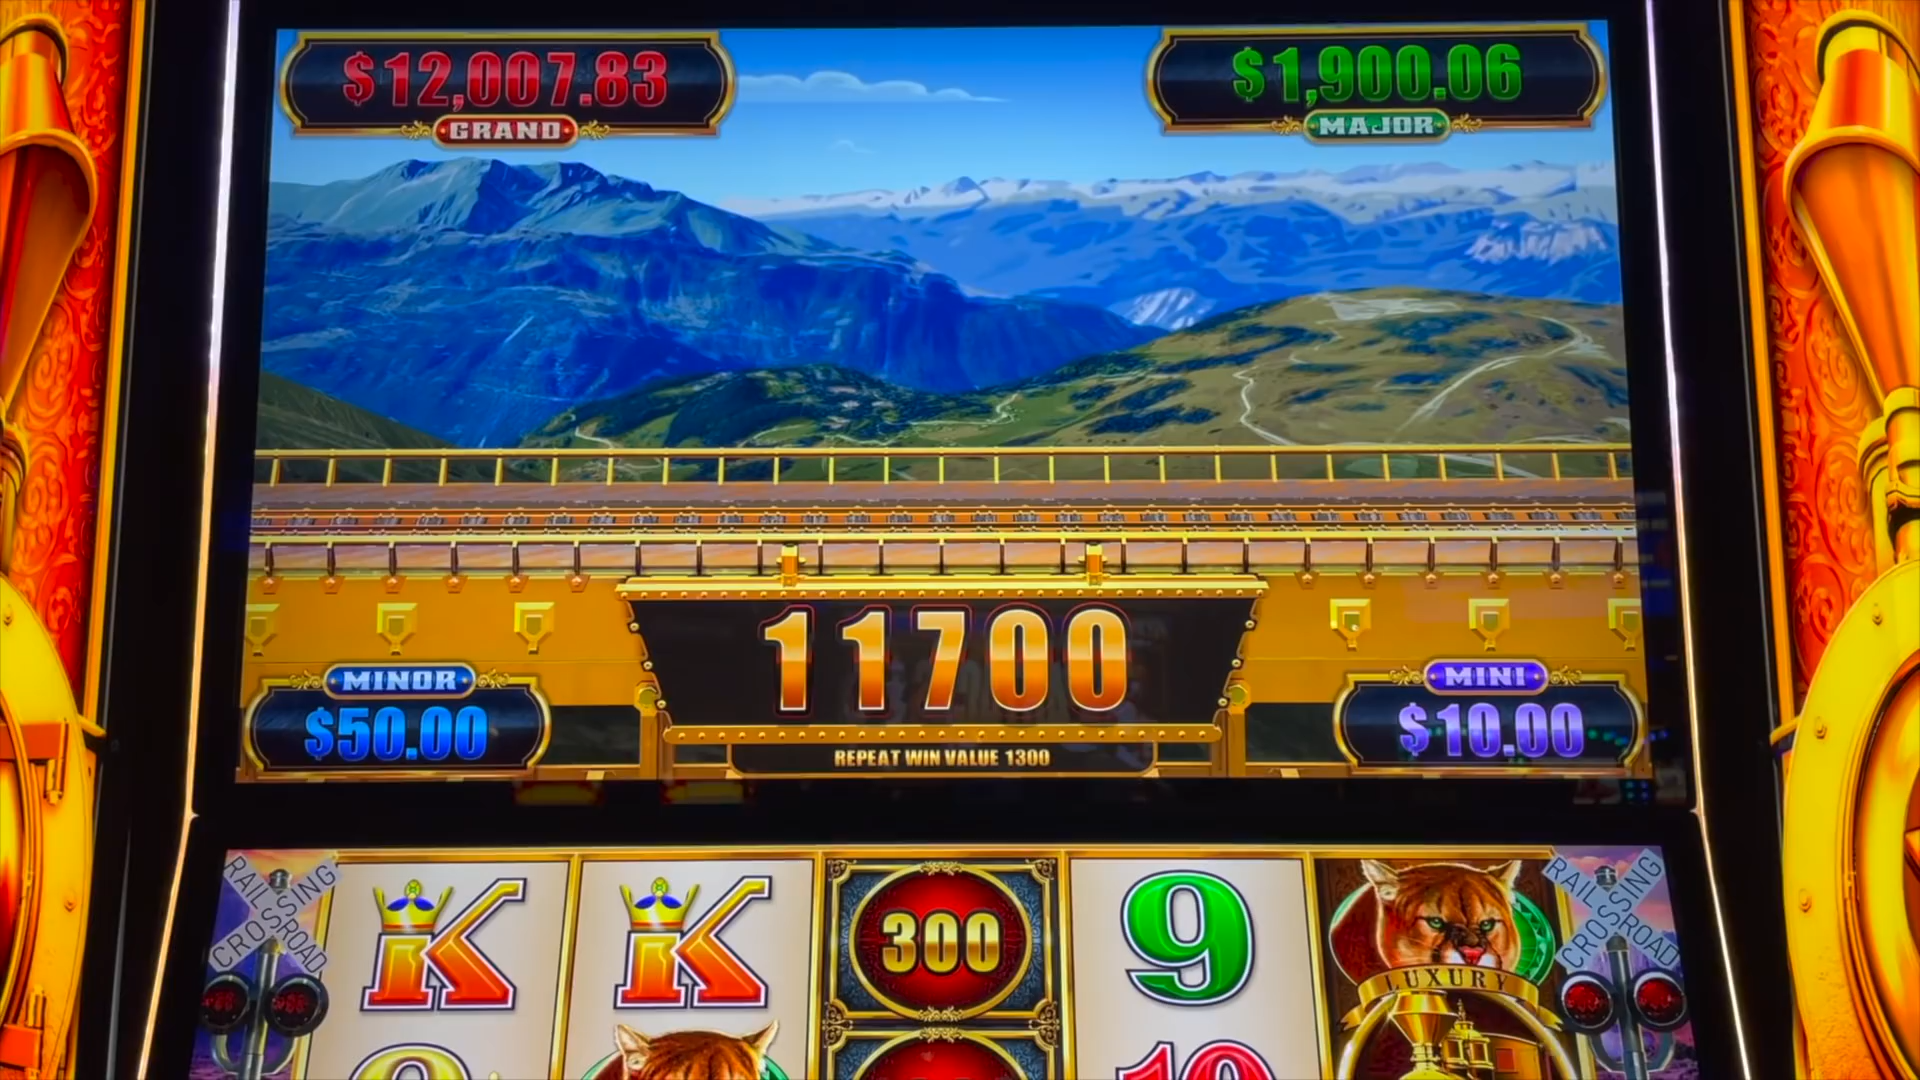 $12,007.83
GRAND
$1,900.06
MAJOR
11700
MINOR
$50.00
MINI
$10.00
REPEAT WIN VALUE 1300
RAILROAD
CROSSING
K
K
300
9
LUXURY
RAILROAD
CROSSING
10